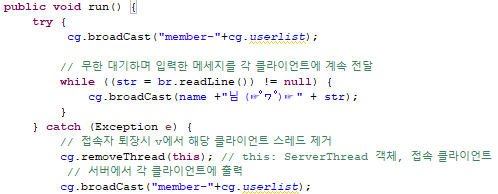 public void run() {
try {
cg.broadCast("member-"+cg.userlist);
// 무한 대기하며 입력한 메세지를 각 클라이언트에 계속 전달
while ((str = br.readLine()) != null) {
cg.broadCast(name +"님 (☞ﾟヮﾟ)☞" + str);
}
} catch (Exception e) {
// 접속자 퇴장시 v에서 해당 클라이언트 스레드 제거
cg.removeThread(this); // this: ServerThread 객체, 접속 클라이언트
// 서버에서 각 클라이언트에 출력
cg.broadCast("member-"+cg.userlist);